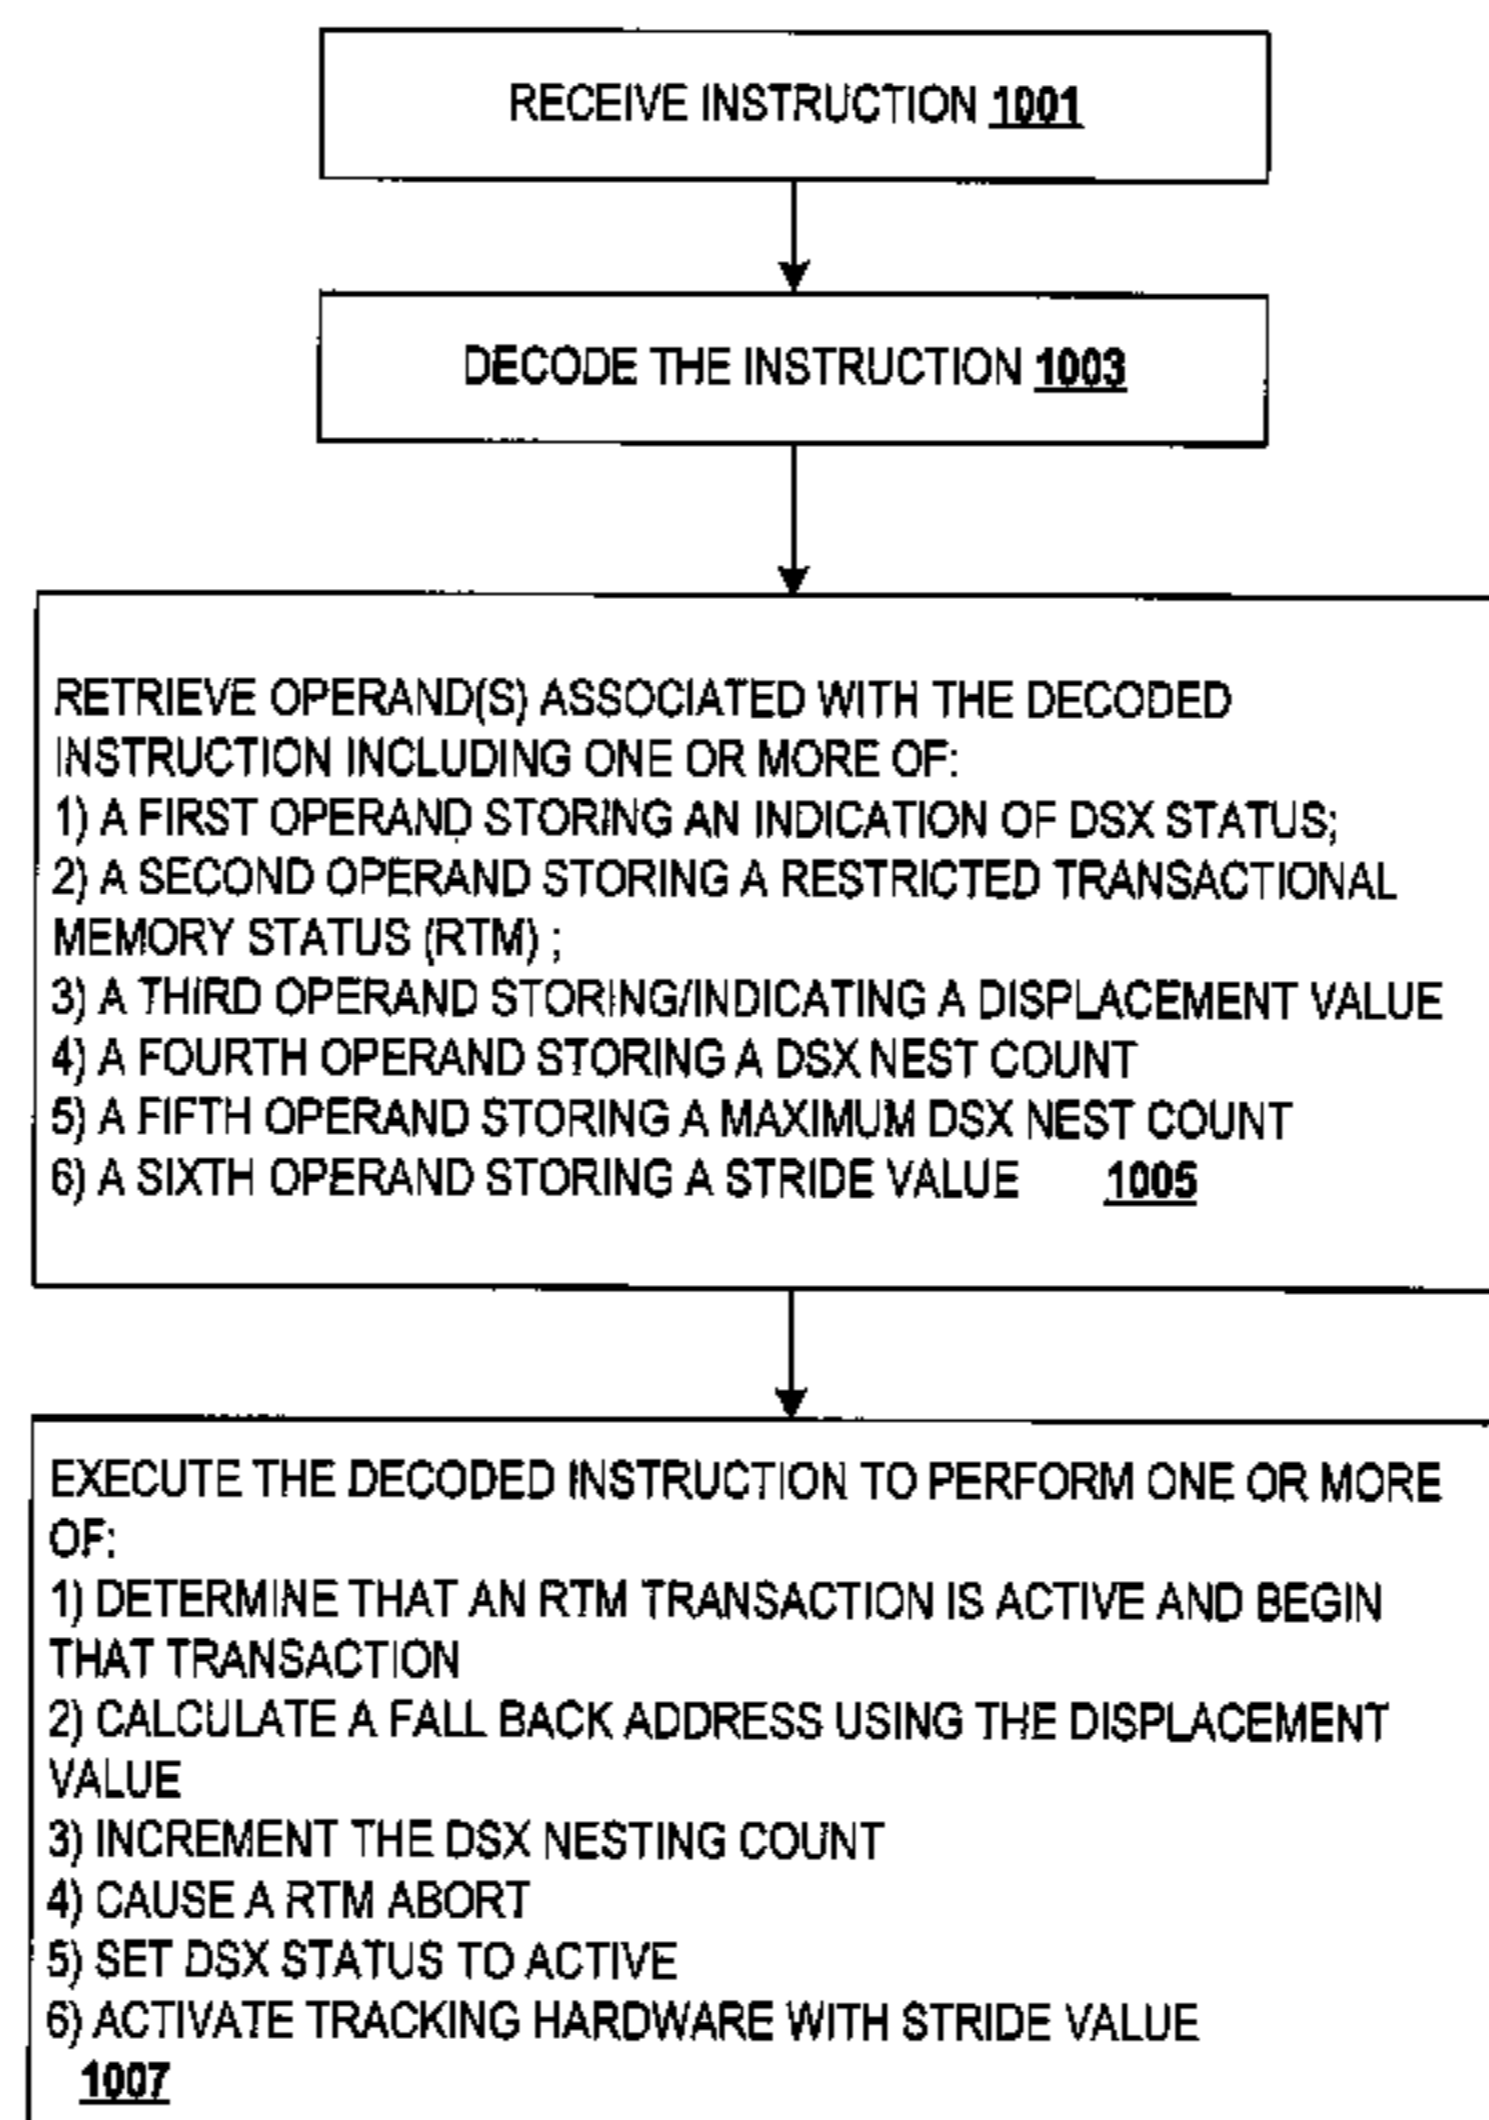 RECEIVE INSTRUCTION 1001
DECODE THE INSTRUCTION 1003
RETRIEVE OPERAND(S) ASSOCIATED WITH THE DECODED
INSTRUCTION INCLUDING ONE OR MORE OF:
1) A FIRST OPERAND STORING AN INDICATION OF DSX STATUS;
2) A SECOND OPERAND STORING A RESTRICTED TRANSACTIONAL
MEMORY STATUS (RTM) ;
3) A THIRD OPERAND STORING/INDICATING A DISPLACEMENT VALUE
4) A FOURTH OPERAND STORING A DSX NEST COUNT
5) A FIFTH OPERAND STORING A MAXIMUM DSX NEST COUNT
6) A SIXTH OPERAND STORING A STRIDE VALUE 1005
EXECUTE THE DECODED INSTRUCTION TO PERFORM ONE OR MORE
OF:
1) DETERMINE THAT AN RTM TRANSACTION IS ACTIVE AND BEGIN
THAT TRANSACTION
2) CALCULATE A FALL BACK ADDRESS USING THE DISPLACEMENT
VALUE
3) INCREMENT THE DSX NESTING COUNT
4) CAUSE A RTM ABORT
5) SET DSX STATUS TO ACTIVE
6) ACTIVATE TRACKING HARDWARE WITH STRIDE VALUE
1007